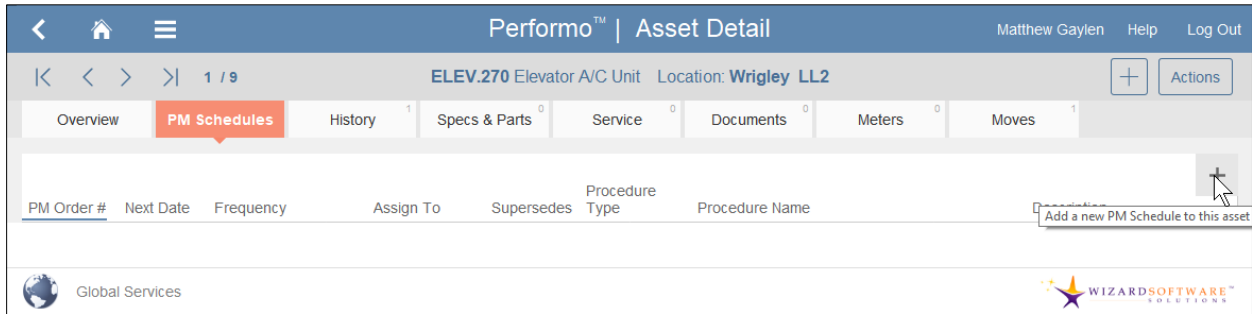 Performo™ | Asset Detail
Matthew Gaylen Help Log Out
1 / 9
ELEV.270 Elevator A/C Unit Location: Wrigley LL2
Actions
Overview
PM Schedules
History 1
Specs & Parts 0
Service 0
Documents 0
Meters 0
Moves 1
PM Order # Next Date Frequency Assign To Supersedes Procedure Type Procedure Name
Add a new PM Schedule to this asset
Global Services
WIZARDSOFTWARE™
SOLUTIONS